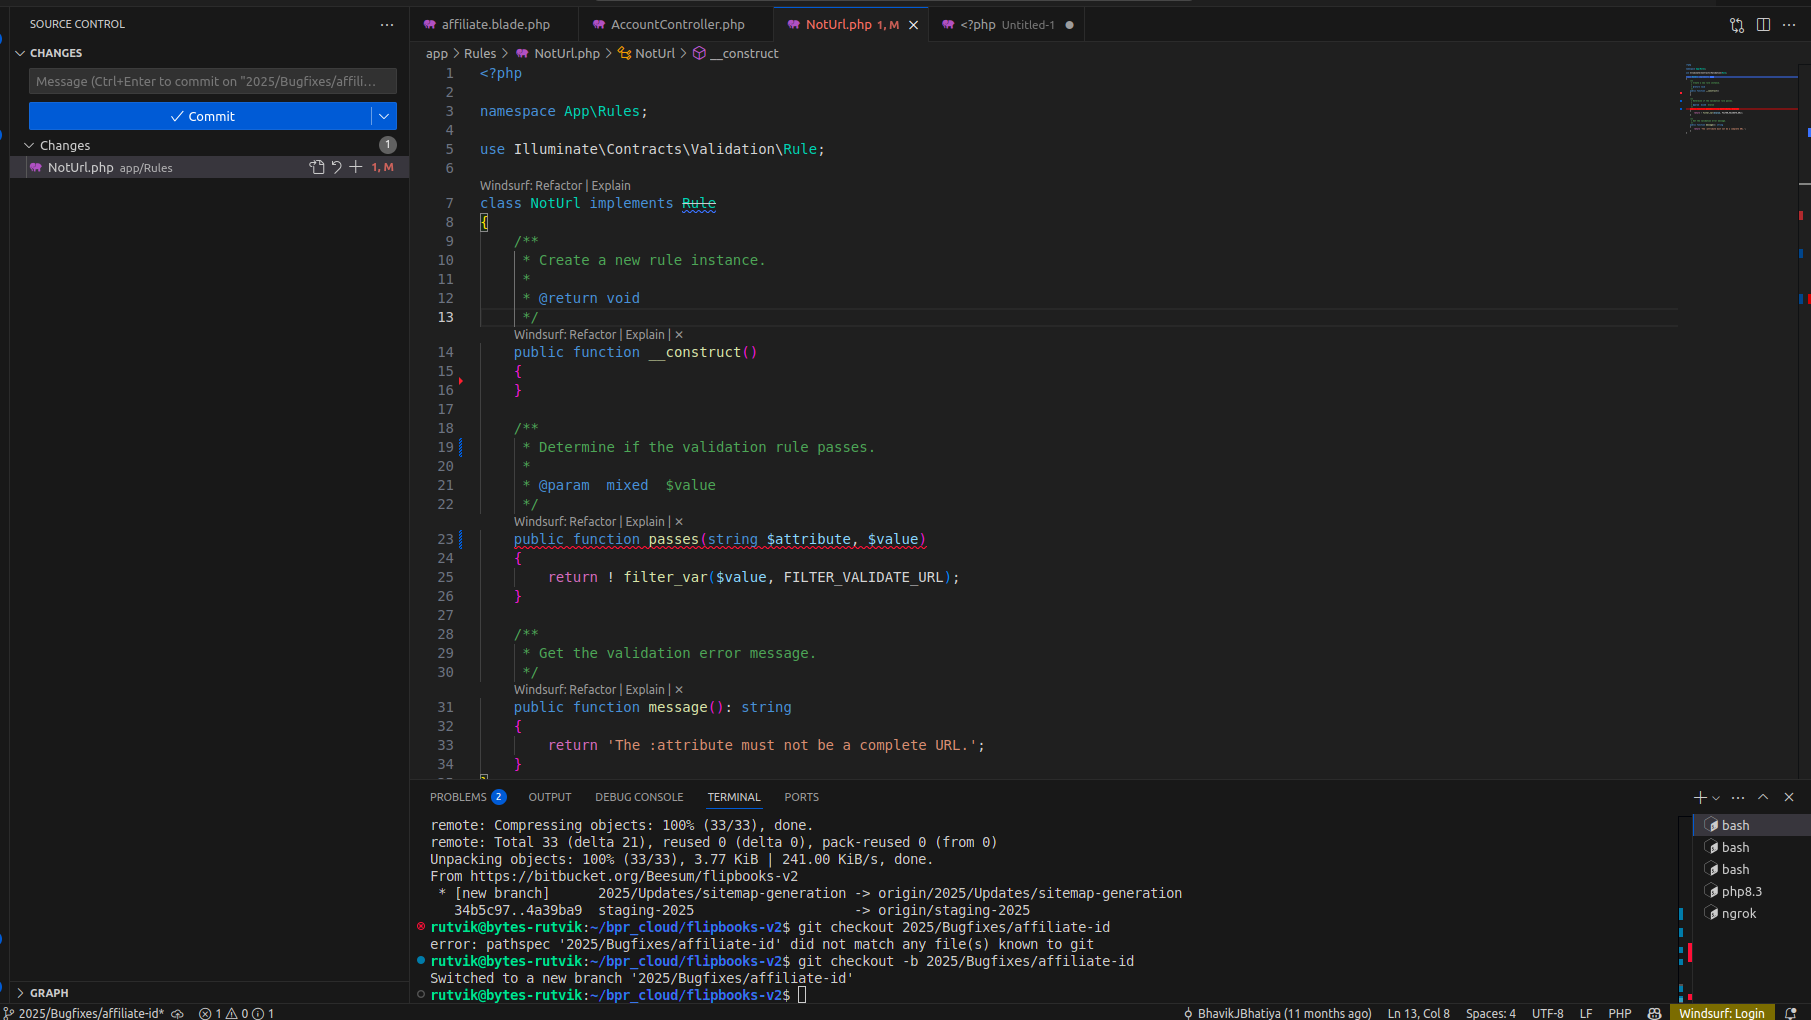 SOURCE CONTROL
CHANGES
Message (Ctrl+Enter to commit on "2025/Bugfixes/affili...
Commit
Changes
1
NotUrl.php app/Rules
1, M
GRAPH
affiliate.blade.php
AccountController.php
NotUrl.php 1, M
<?php Untitled-1
app > Rules > NotUrl.php > NotUrl > __construct
1 <?php
2
3 namespace App\Rules;
4
5 use Illuminate\Contracts\Validation\Rule;
6
Windsurf: Refactor | Explain
7 class NotUrl implements Rule
8 {
9 /**
10 * Create a new rule instance.
11 *
12 * @return void
13 */
Windsurf: Refactor | Explain | ×
14 public function __construct()
15 {
16 }
17
18 /**
19 * Determine if the validation rule passes.
20 *
21 * @param  mixed  $value
22 */
Windsurf: Refactor | Explain | ×
23 public function passes(string $attribute, $value)
24 {
25 return ! filter_var($value, FILTER_VALIDATE_URL);
26 }
27
28 /**
29 * Get the validation error message.
30 */
Windsurf: Refactor | Explain | ×
31 public function message(): string
32 {
33 return 'The :attribute must not be a complete URL.';
34 }
PROBLEMS 2 OUTPUT DEBUG CONSOLE TERMINAL PORTS
remote: Compressing objects: 100% (33/33), done.
remote: Total 33 (delta 21), reused 0 (delta 0), pack-reused 0 (from 0)
Unpacking objects: 100% (33/33), 3.77 KiB | 241.00 KiB/s, done.
From https://bitbucket.org/Beesum/flipbooks-v2
* [new branch]      2025/Updates/sitemap-generation -> origin/2025/Updates/sitemap-generation
34b5c97..4a39ba9  staging-2025                    -> origin/staging-2025
rutvik@bytes-rutvik:~/bpr_cloud/flipbooks-v2$ git checkout 2025/Bugfixes/affiliate-id
error: pathspec '2025/Bugfixes/affiliate-id' did not match any file(s) known to git
rutvik@bytes-rutvik:~/bpr_cloud/flipbooks-v2$ git checkout -b 2025/Bugfixes/affiliate-id
Switched to a new branch '2025/Bugfixes/affiliate-id'
rutvik@bytes-rutvik:~/bpr_cloud/flipbooks-v2$
bash
bash
bash
php8.3
ngrok
2025/Bugfixes/affiliate-id* 1 0 1
BhavikJBhatiya (11 months ago) Ln 13, Col 8 Spaces: 4 UTF-8 LF PHP Windsurf: Login